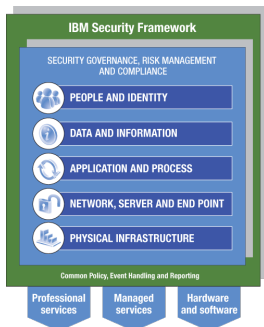 IBM Security Framework
SECURITY GOVERNANCE, RISK MANAGEMENT
AND COMPLIANCE
PEOPLE AND IDENTITY
DATA AND INFORMATION
APPLICATION AND PROCESS
NETWORK, SERVER AND END POINT
PHYSICAL INFRASTRUCTURE
Common Policy, Event Handling and Reporting
Professional
services
Managed
services
Hardware
and software